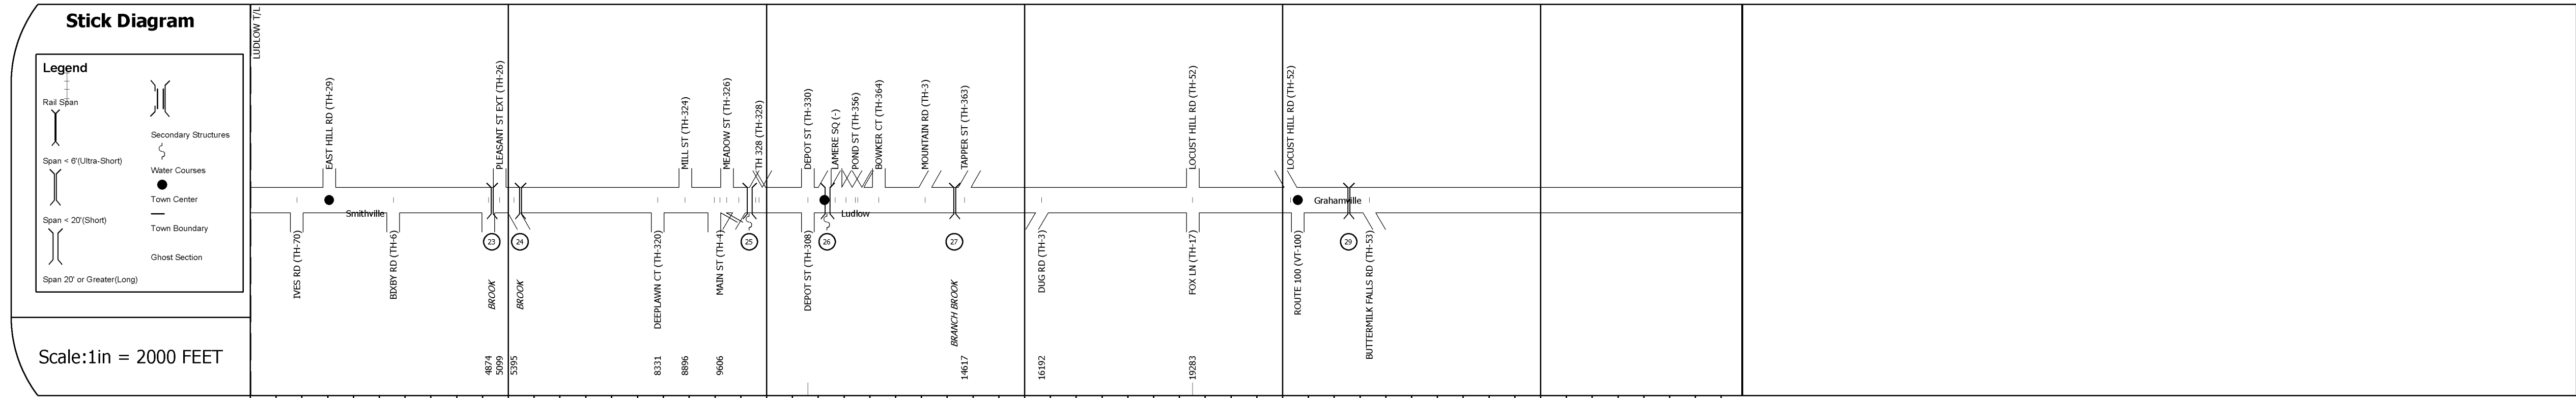 Stick Diagram
Legend
Rail Span
Span < 6'(Ultra-Short)
Span < 20'(Short)
Span 20' or Greater(Long)
Secondary Structures
Water Courses
Town Center
Town Boundary
Ghost Section
Scale:1in = 2000 FEET
LUDLOW T/L
EAST HILL RD (TH-29)
PLEASANT ST EXT (TH-26)
MILL ST (TH-324)
MEADOW ST (TH-326)
TH 328 (TH-328)
DEPOT ST (TH-330)
LAMERE SQ (-)
POND ST (TH-356)
BOWKER CT (TH-364)
MOUNTAIN RD (TH-3)
TAPPER ST (TH-363)
LOCUST HILL RD (TH-52)
LOCUST HILL RD (TH-52)
Smithville
Ludlow
Grahamville
23
24
25
26
27
29
IVES RD (TH-70)
BIXBY RD (TH-6)
BROOK
BROOK
DEEPLAWN CT (TH-320)
MAIN ST (TH-4)
DEPOT ST (TH-308)
BRANCH BROOK
DUG RD (TH-3)
FOX LN (TH-17)
ROUTE 100 (VT-100)
BUTTERMILK FALLS RD (TH-53)
4874
5099
5395
8331
8896
9606
14617
16192
19283